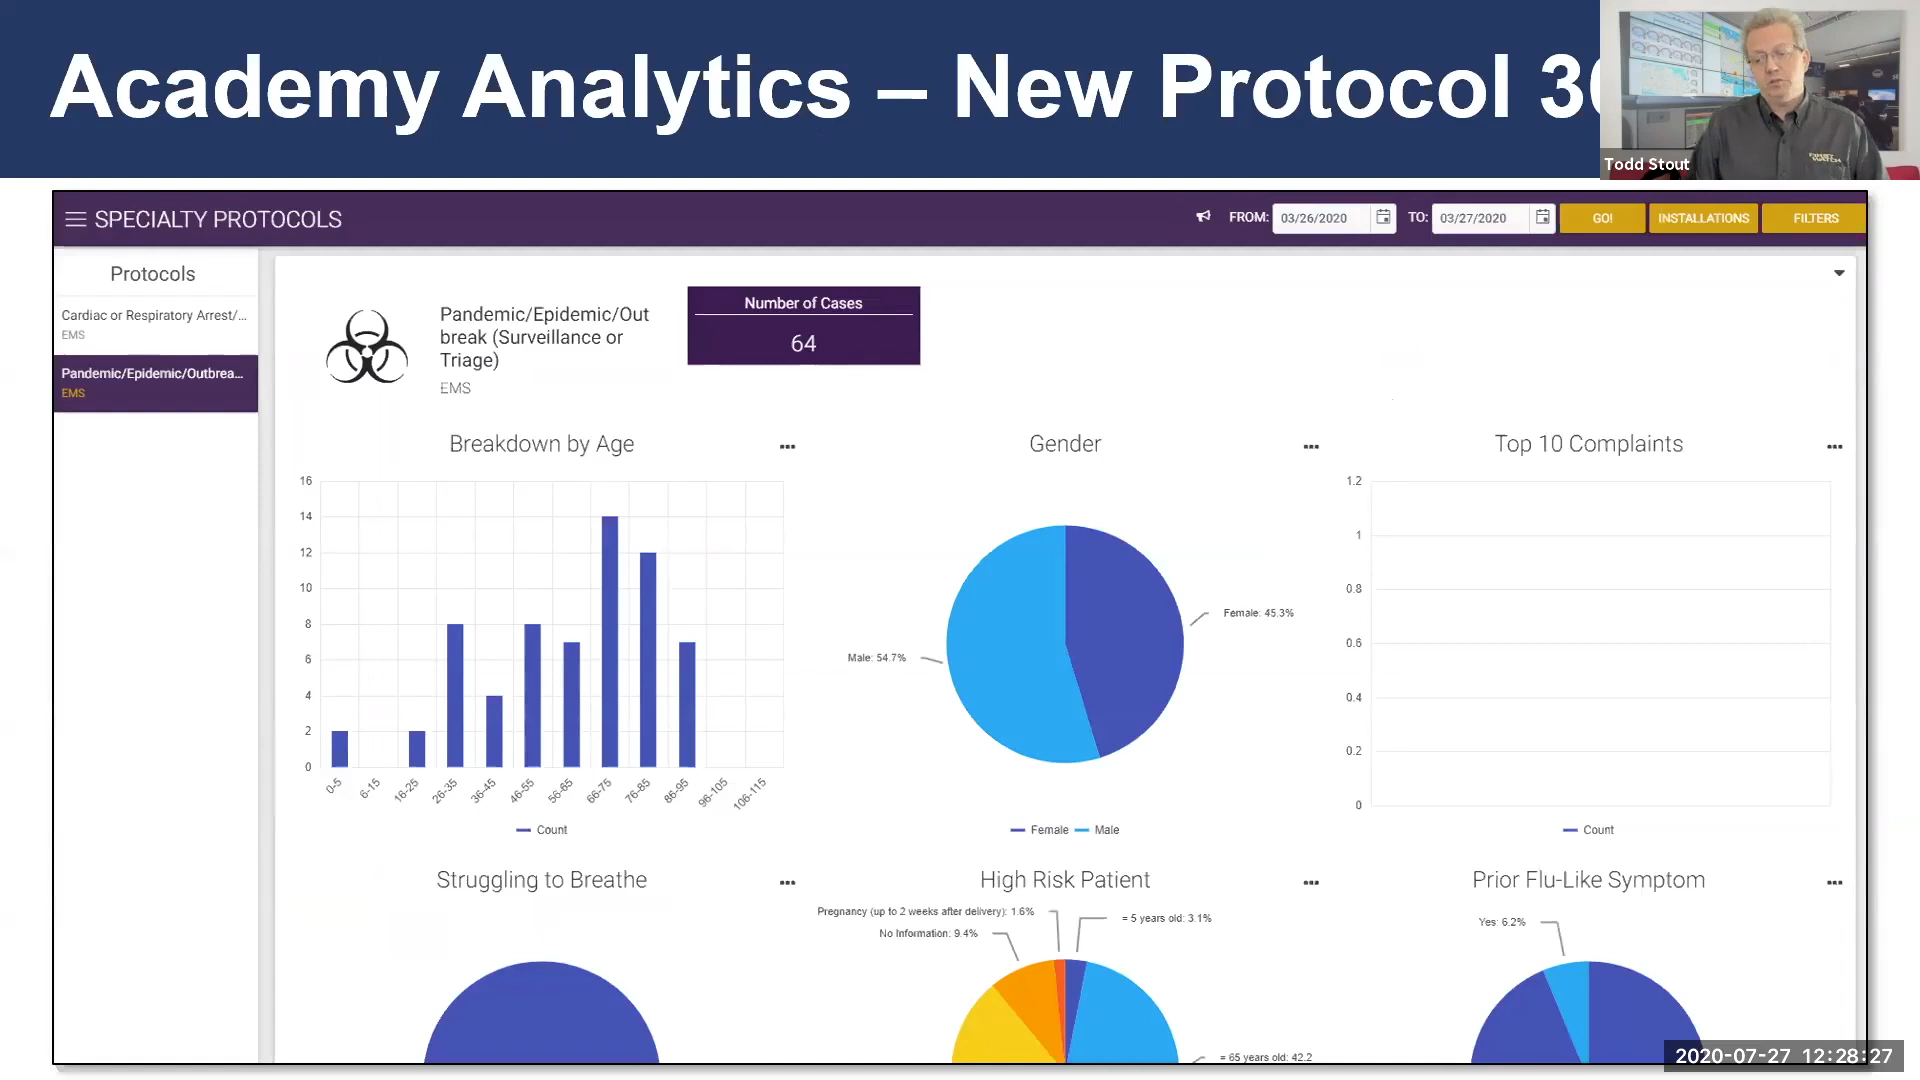 Academy Analytics – New Protocol 36
Todd Stout
SPECIALTY PROTOCOLS
FROM: 03/26/2020 TO: 03/27/2020 GO! INSTALLATIONS FILTERS
Protocols
Cardiac or Respiratory Arrest/...
EMS
Pandemic/Epidemic/Outbrea...
EMS
Pandemic/Epidemic/Out
break (Surveillance or
Triage)
EMS
Number of Cases
64
Breakdown by Age
16
14
12
10
8
6
4
2
0
0-5 6-15 16-25 26-35 36-45 46-55 56-65 66-75 76-85 86-95 96-105 106-115
Count
Gender
Female: 45.3%
Male: 54.7%
Female Male
Top 10 Complaints
1.2
1
0.8
0.6
0.4
0.2
0
Count
Struggling to Breathe
High Risk Patient
Pregnancy (up to 2 weeks after delivery): 1.6%
= 5 years old: 3.1%
No Information: 9.4%
= 65 years old: 42.2
Prior Flu-Like Symptom
Yes: 6.2%
2020-07-27 12:28:27